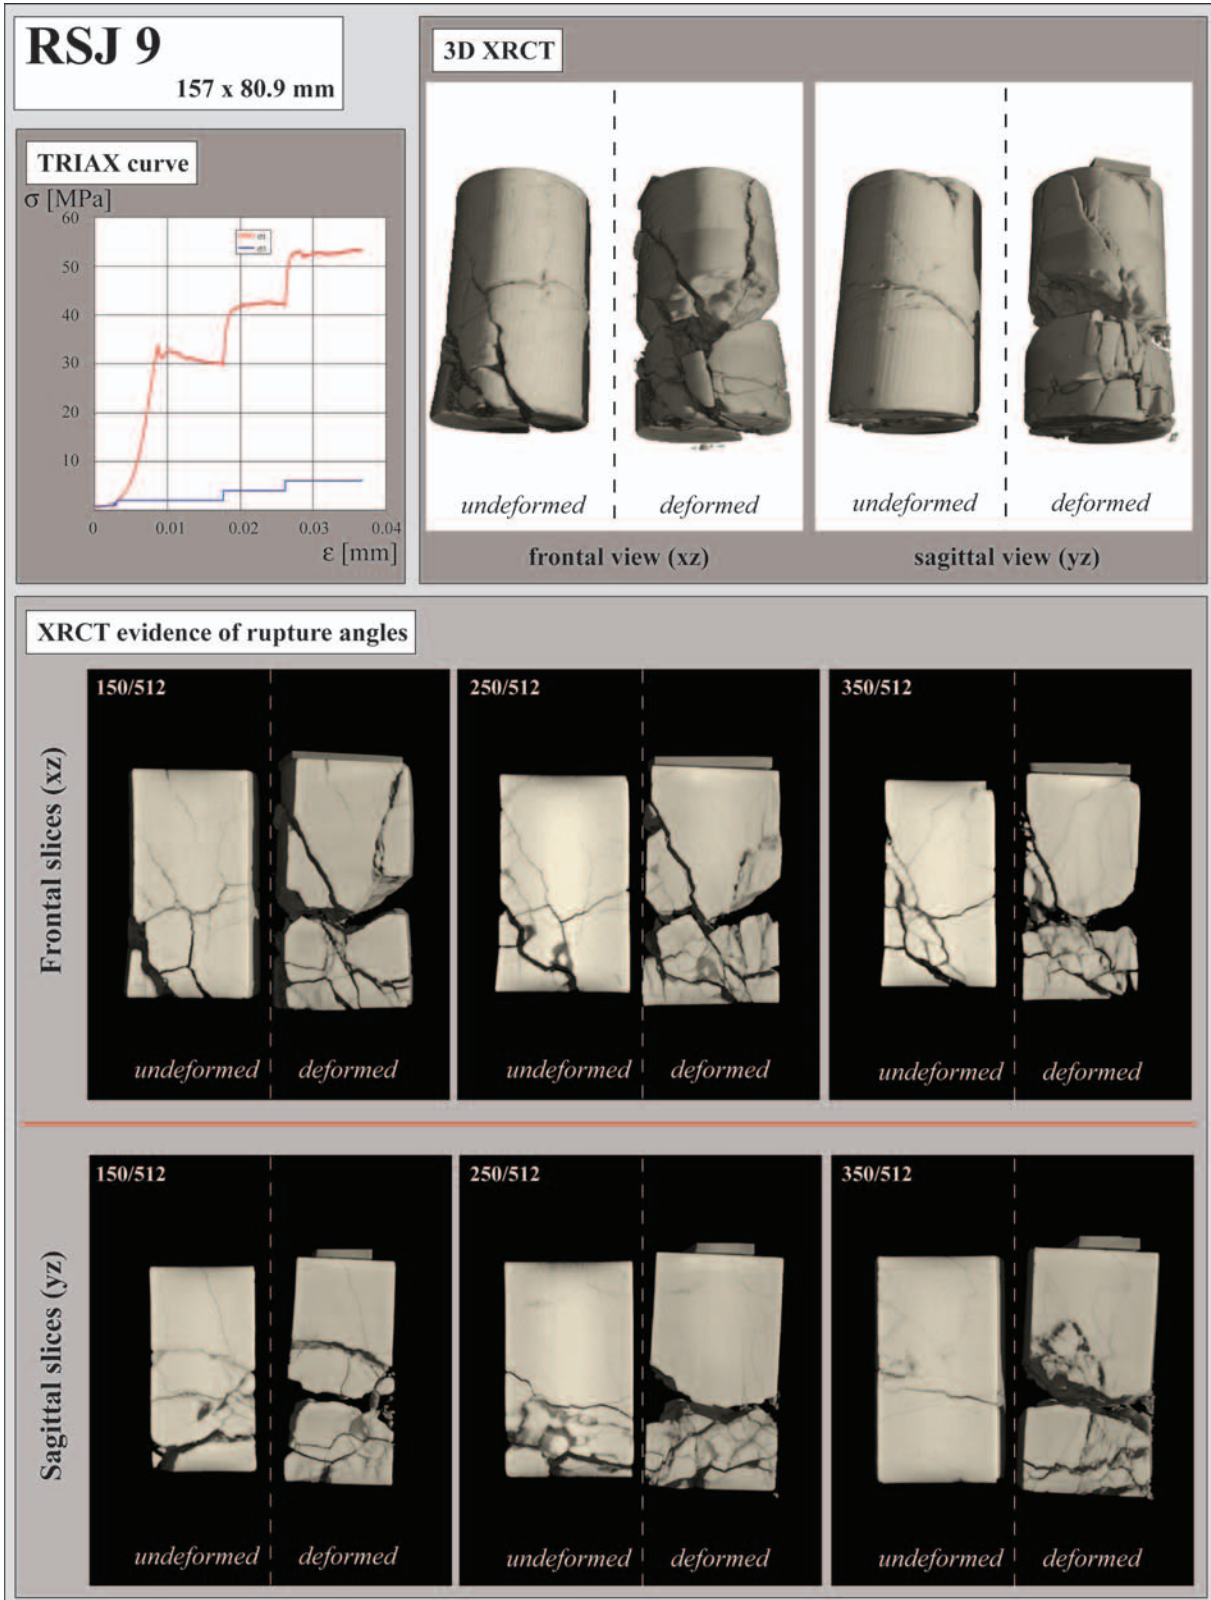 RSJ 9
157 x 80.9 mm
TRIAX curve
σ [MPa]
60
50
40
30
20
10
0
0.01
0.02
0.03
0.04
ε [mm]
3D XRCT
undeformed
deformed
undeformed
deformed
frontal view (xz)
sagittal view (yz)
XRCT evidence of rupture angles
Frontal slices (xz)
150/512
undeformed
deformed
250/512
undeformed
deformed
350/512
undeformed
deformed
Sagittal slices (yz)
150/512
undeformed
deformed
250/512
undeformed
deformed
350/512
undeformed
deformed